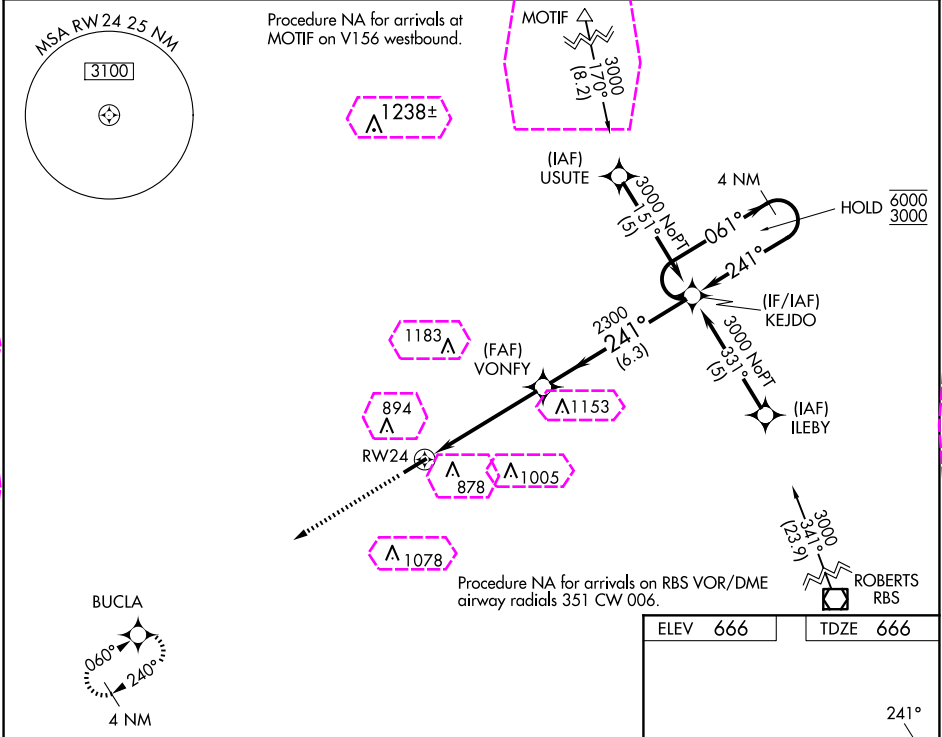 MSA RW 24 25 NM
3100
Procedure NA for arrivals at
MOTIF on V156 westbound.
MOTIF
3000
170°
(8.2)
1238±
(IAF)
USUTE
3000 NoPT
151°
(5)
4 NM
061°
241°
HOLD
6000
3000
(IF/IAF)
KEJDO
2300
241°
(6.3)
3000 NoPT
331°
(5)
(IAF)
ILEBY
1183
(FAF)
VONFY
1153
894
RW24
878
1005
1078
3000
341°
(23.9)
ROBERTS
RBS
Procedure NA for arrivals on RBS VOR/DME
airway radials 351 CW 006.
BUCLA
060°
240°
4 NM
ELEV 666
TDZE 666
241°